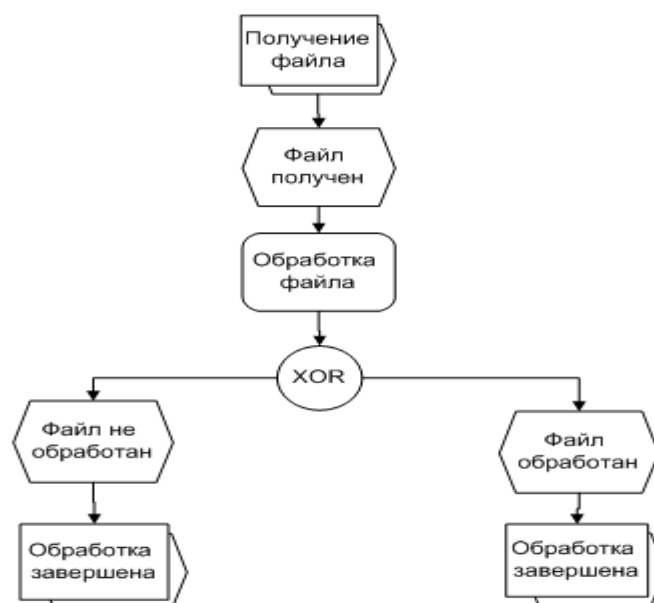 Получение
файла
Файл
получен
Обработка
файла
XOR
Файл не
обработан
Файл
обработан
Обработка
завершена
Обработка
завершена